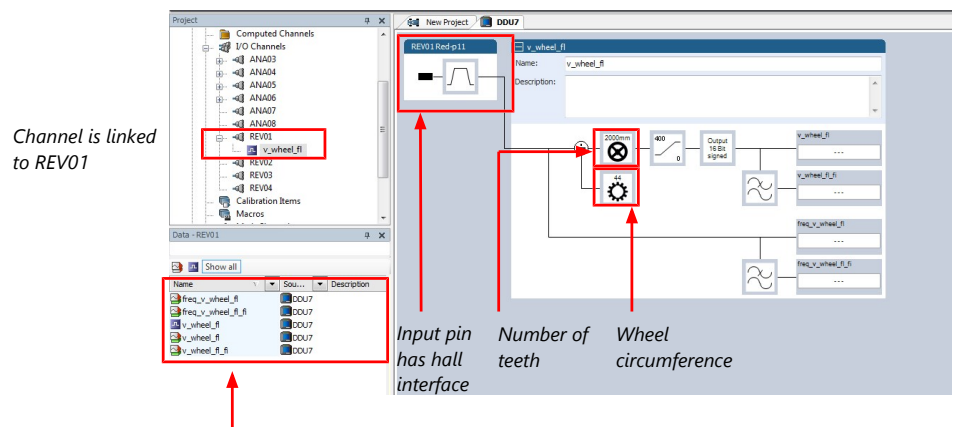 Project
Computed Channels
I/O Channels
ANA03
ANA04
ANA05
ANA06
ANA07
ANA08
REV01
v_wheel_fl
REV02
REV03
REV04
Calibration Items
Macros
Channel is linked
to REV01
Data - REV01
Show all
Name Sou... Description
freq_v_wheel_fl DDU7
freq_v_wheel_fl_fi DDU7
v_wheel_fl DDU7
v_wheel_fl DDU7
v_wheel_fl_fi DDU7
New Project DDU7
REV01 Red-p11
v_wheel_fl
Name: v_wheel_fl
Description:
2000mm
44
400
0
Output
16.Bit
signed
v_wheel_fl
---
v_wheel_fl_fi
---
freq_v_wheel_fl
---
freq_v_wheel_fl_fi
---
Input pin
has hall
interface
Number of
teeth
Wheel
circumference